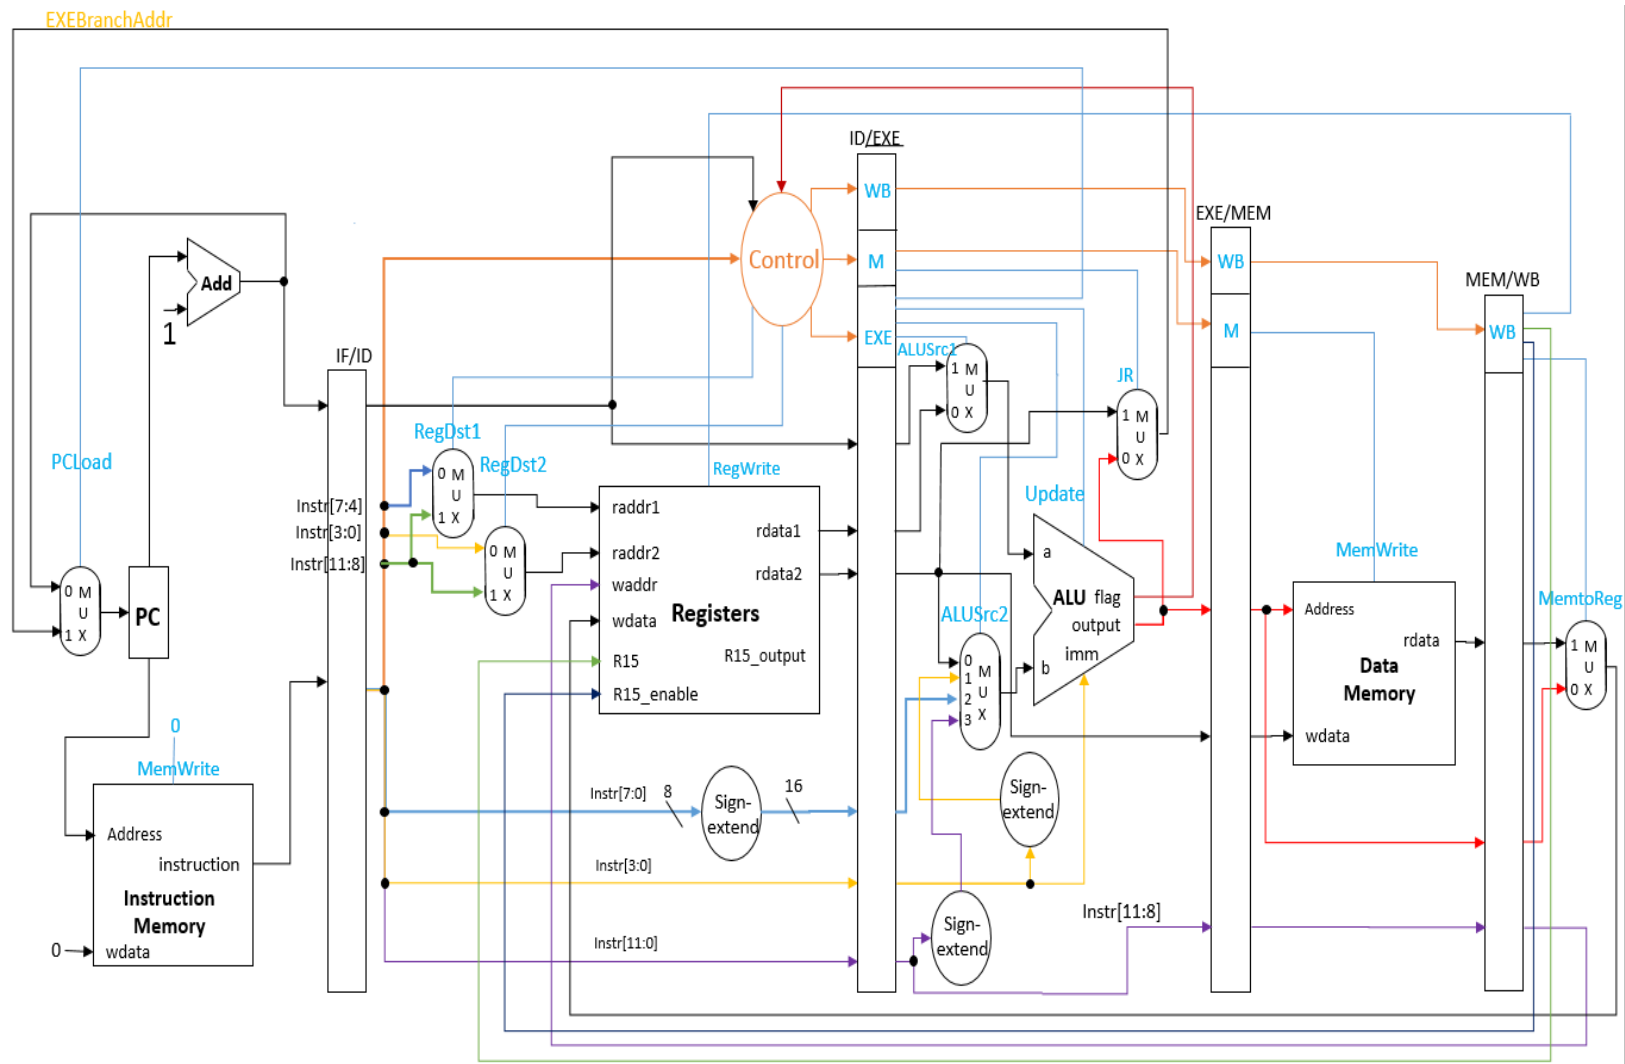 EXEBranchAddr
ID/EXE
WB
EXE/MEM
Control
M
WB
Add
MEM/WB
1
M
WB
EXE
ALUSrc1
IF/ID
1 M
U
0 X
JR
1 M
U
0 X
RegDst1
PCLoad
RegDst2
RegWrite
0 M
U
1 X
Update
Instr[7:4]
Instr[3:0]
Instr[11:8]
raddr1
rdata1
0 M
U
1 X
raddr2
rdata2
waddr
wdata
Registers
R15_output
R15
R15_enable
a
ALU flag
output
imm
b
MemWrite
0 M
U
1 X
PC
ALUSrc2
0
1
2
3
M
U
X
Address
rdata
Data
Memory
wdata
MemtoReg
1 M
U
0 X
0
MemWrite
Instr[7:0]
8
Sign-
extend
16
Sign-
extend
Address
instruction
Instruction
Memory
0
wdata
Instr[3:0]
Instr[11:8]
Sign-
extend
Instr[11:0]